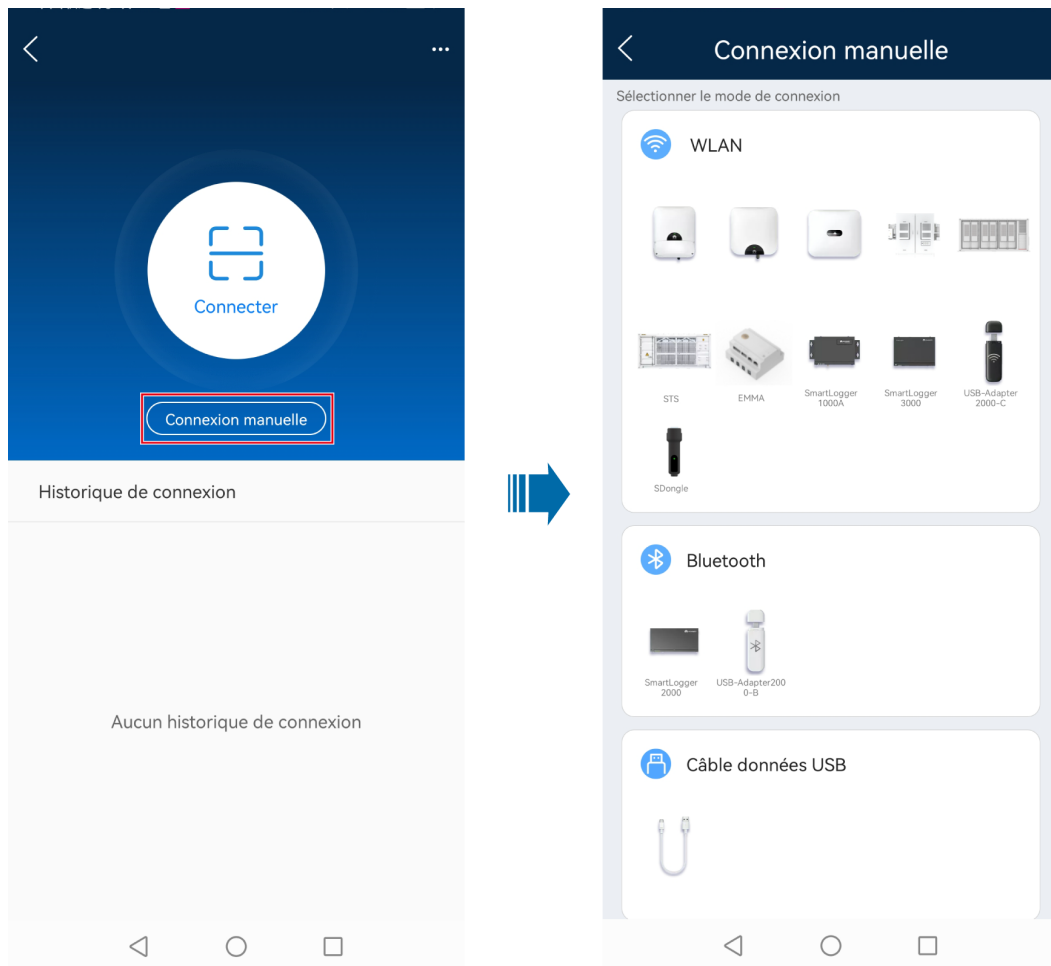 Connecter
Connexion manuelle
Historique de connexion
Aucun historique de connexion
Connexion manuelle
Sélectionner le mode de connexion
WLAN
STS
EMMA
SmartLogger
1000A
SmartLogger
3000
USB-Adapter
2000-C
SDongle
Bluetooth
SmartLogger
2000
USB-Adapter200
0-B
Câble données USB